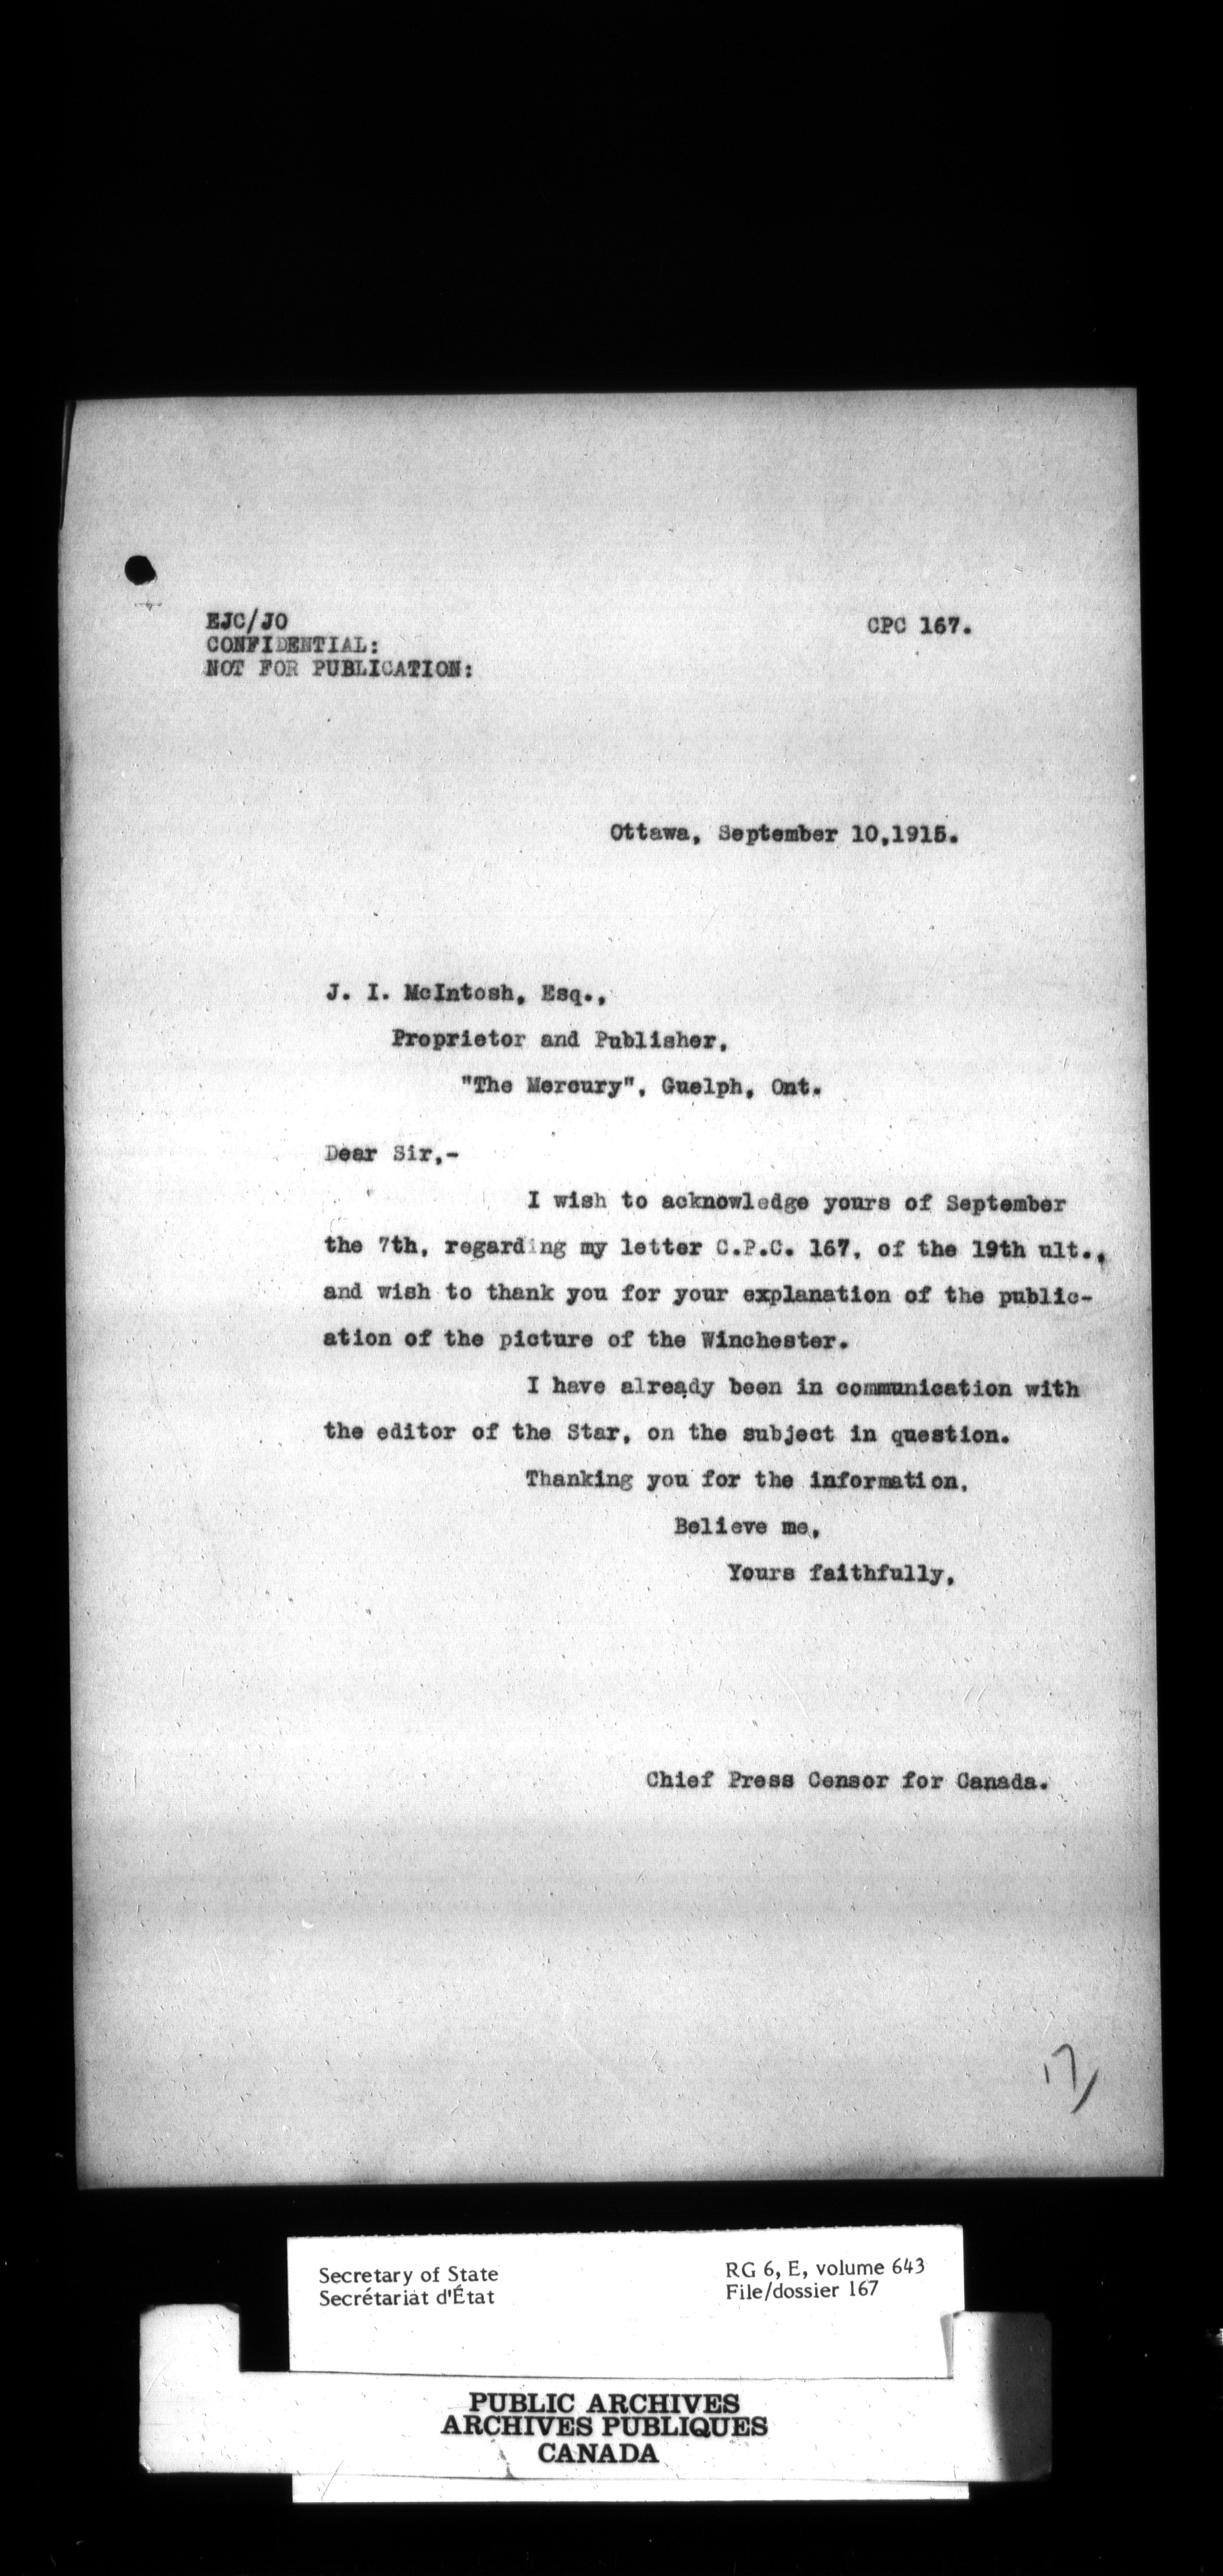 EJC/JO
CPC 167.
CONFIDENTIAL:
NOT FOR PUBLICATION:
Ottawa, September 10,1915.
J. I. McIntosh, Esq.,
Proprietor and Publisher,
"The Mercury", Guelph, Ont.
Dear Sir,-
I wish to acknowledge yours of September
the 7th, regarding my letter C.P.C. 167, of the 19th ult.,
and wish to thank you for your explanation of the public-
ation of the picture of the Winchester.
I have already been in communication with
the editor of the Star, on the subject in question.
Thanking you for the information,
Believe me,
Yours faithfully,
Chief Press Censor for Canada.
17
Secretary of State
Secrétariat d'État
RG 6, E, volume 643
File/dossier 167
PUBLIC ARCHIVES
ARCHIVES PUBLIQUES
CANADA